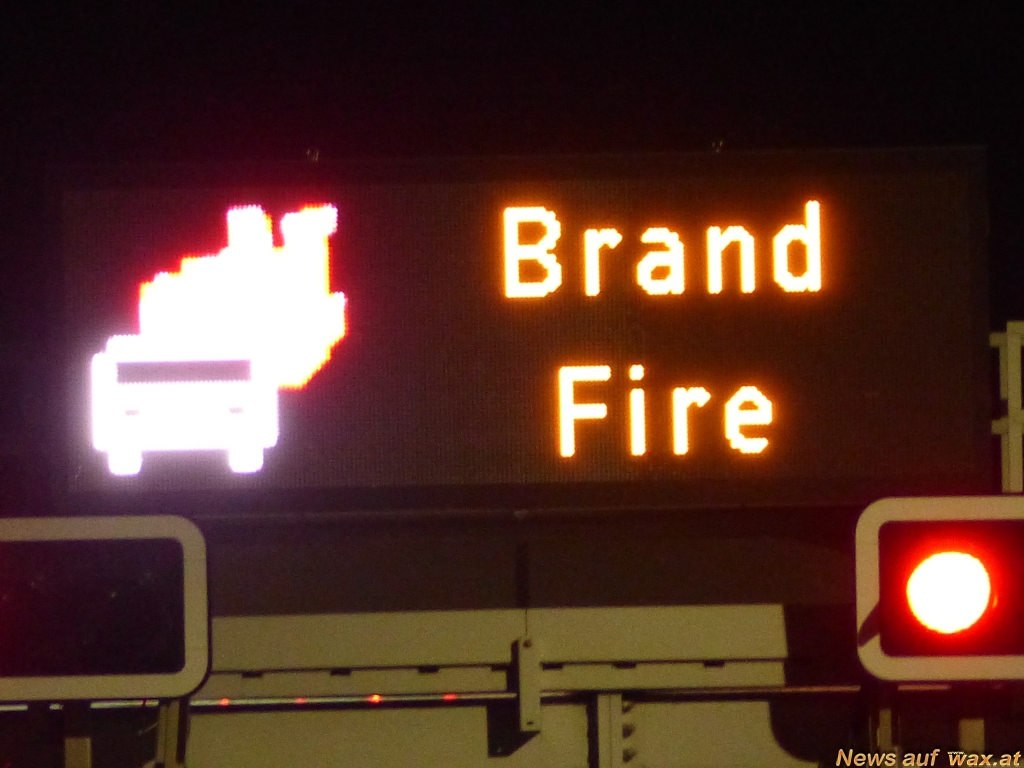 Brand
Fire
News auf wax.at